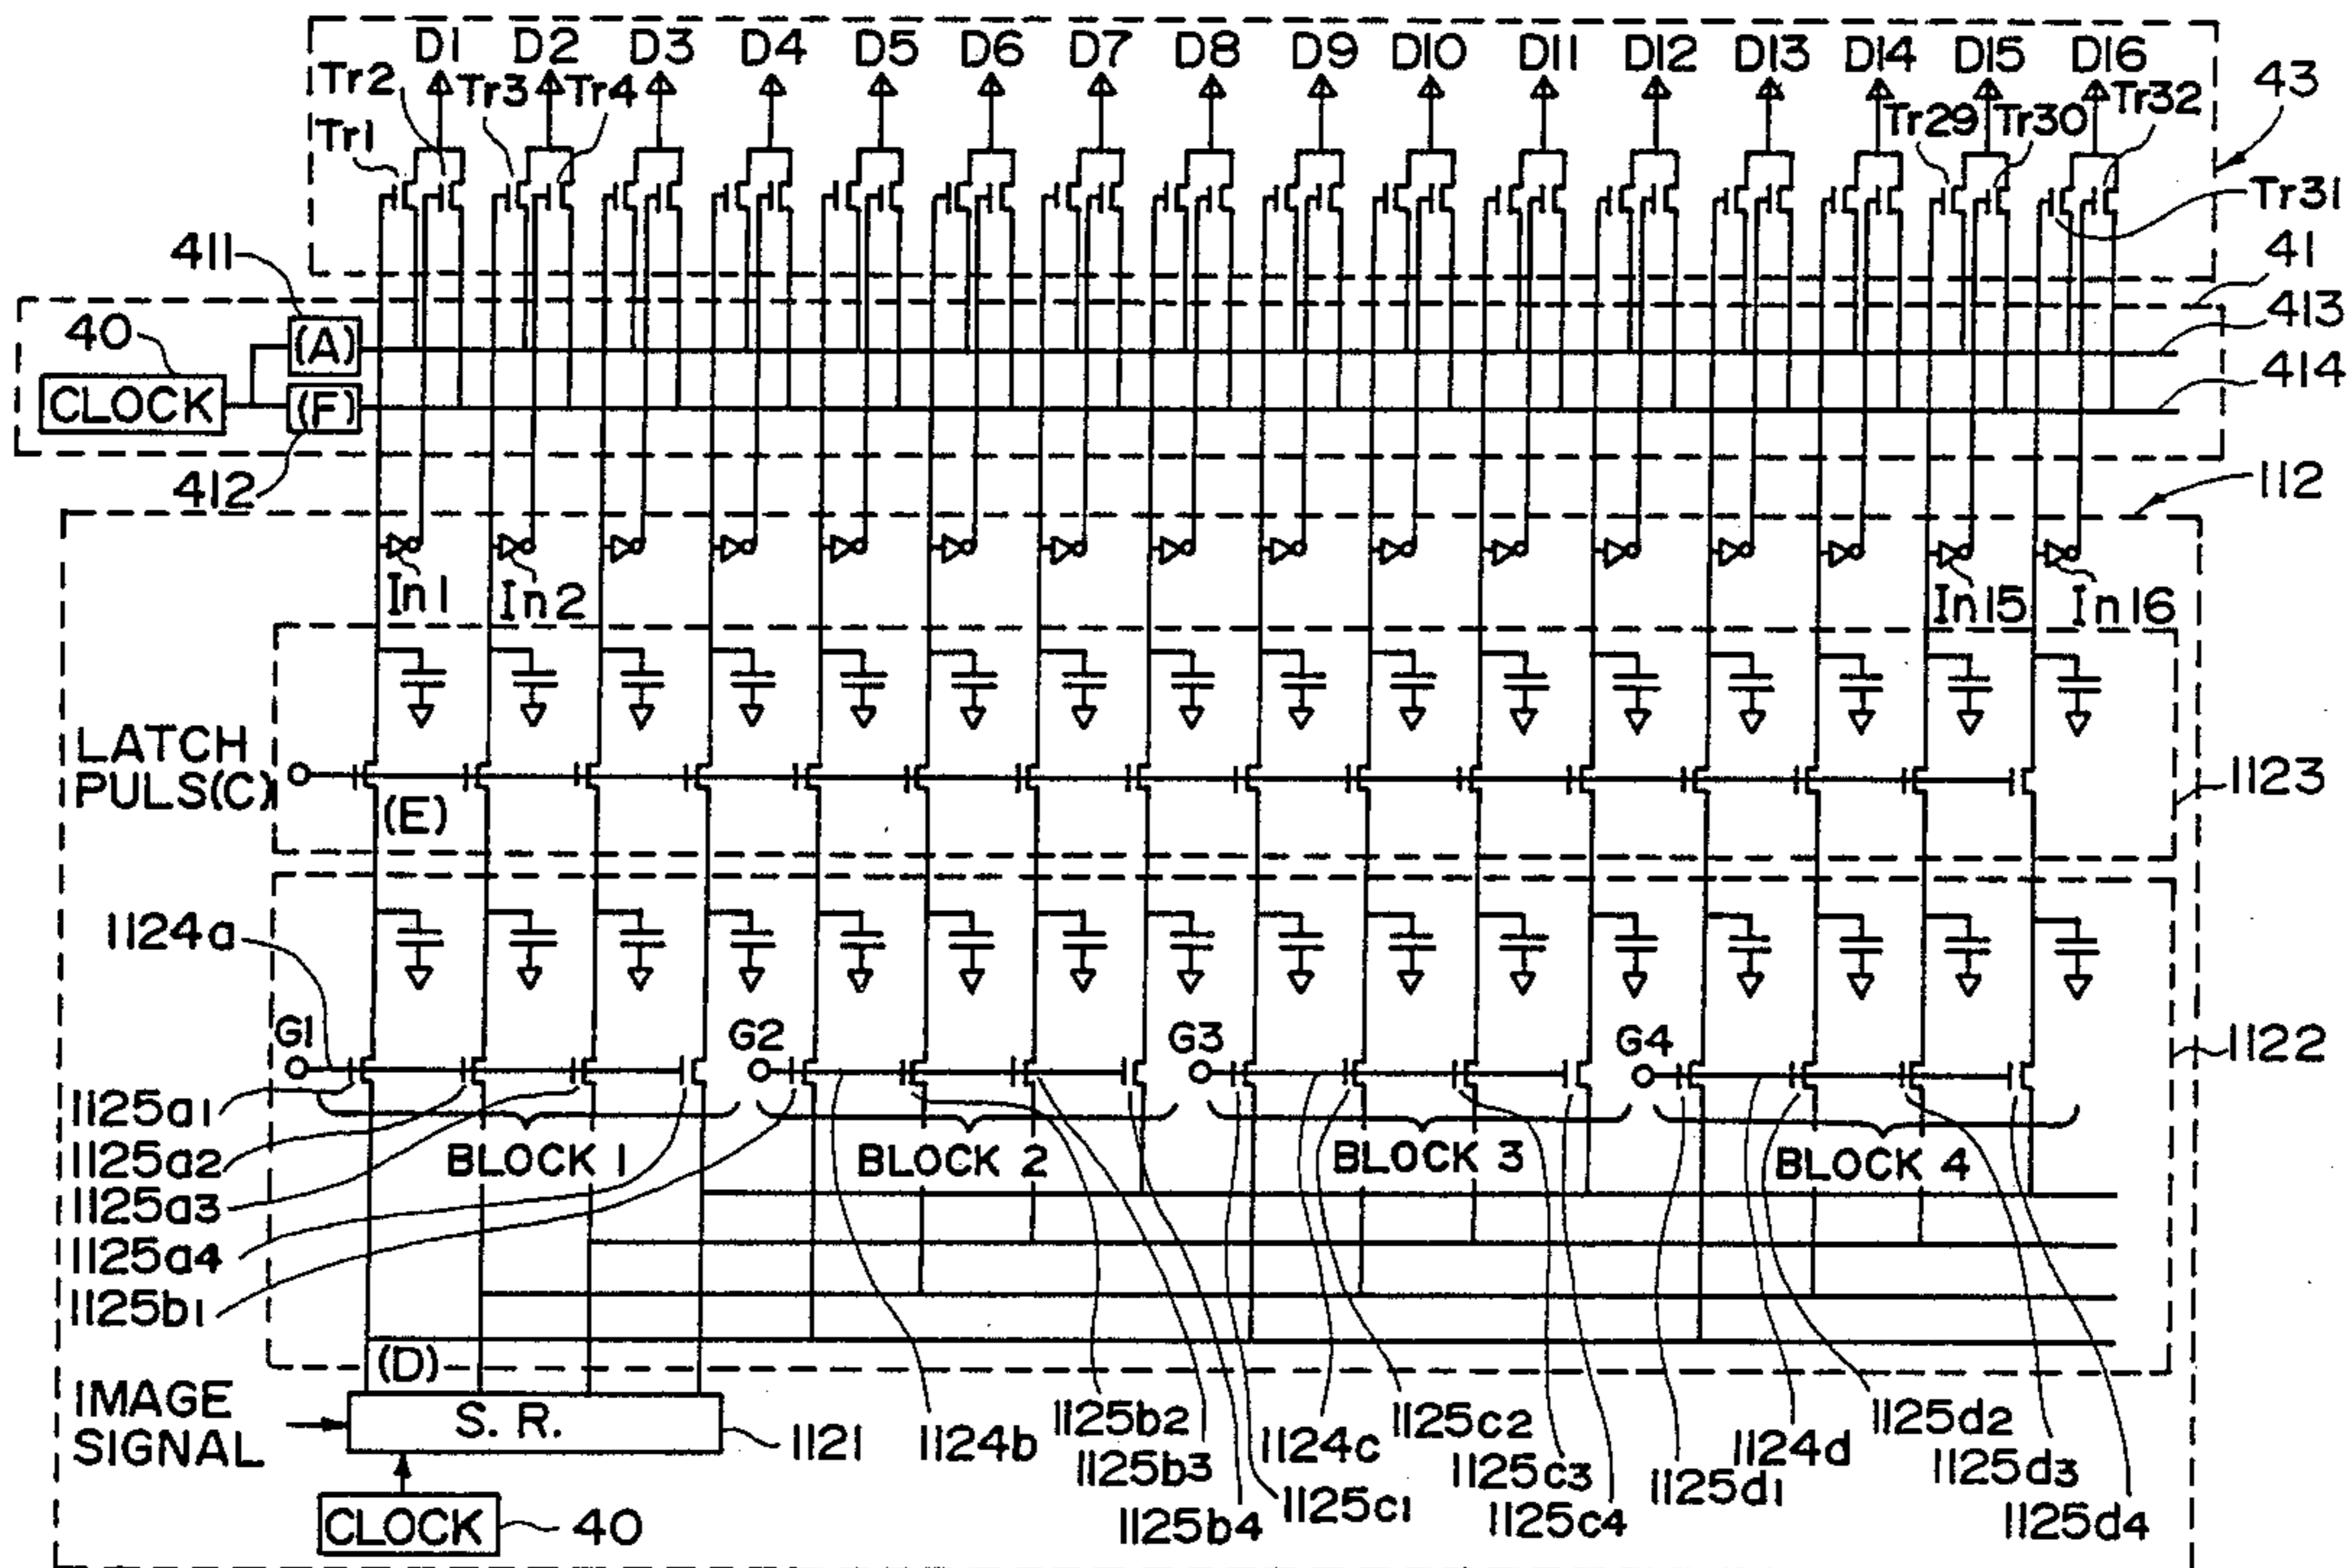 D1 D2 D3 D4 D5 D6 D7 D8 D9 D10 D11 D12 D13 D14 D15 D16
Tr2 Tr3 Tr4 Tr32 43
Tr1 Tr29 Tr30
Tr31
411 41
40 (A) 413
CLOCK (F) 414
412 112
In1 In2 In15 In16
LATCH
PULS(C) (E) 1123
1124a
G1 G2 G3 G4 1122
1125a1
1125a2 BLOCK 1 BLOCK 2 BLOCK 3 BLOCK 4
1125a3
1125a4
1125b1
(D)
IMAGE
SIGNAL S. R. 1121 1124b 1125b2 1124c 1125c2 1124d 1125d2
1125b3 1125c3 1125d1 1125d3
CLOCK 40 1125b4 1125c1 1125c4 1125d4